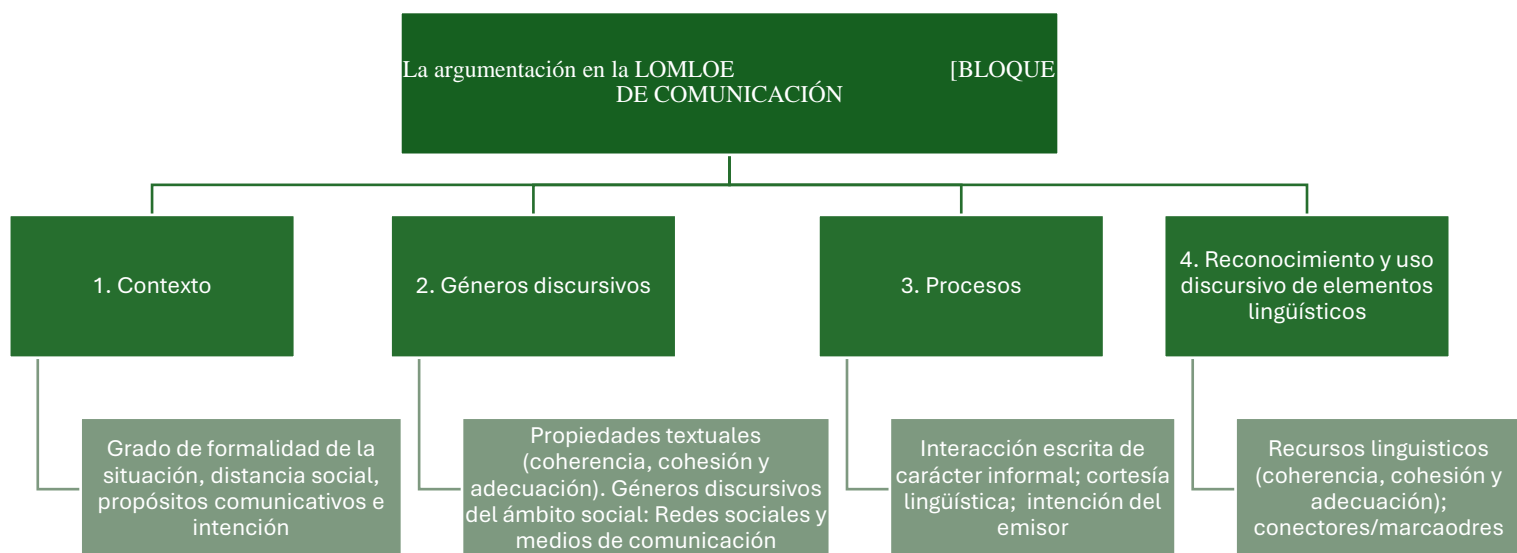 La argumentación en la LOMLOE [BLOQUE
DE COMUNICACIÓN
1. Contexto
2. Géneros discursivos
3. Procesos
4. Reconocimiento y uso
discursivo de elementos
lingüísticos
Grado de formalidad de la
situación, distancia social,
propósitos comunicativos e
intención
Propiedades textuales
(coherencia, cohesión y
adecuación). Géneros discursivos
del ámbito social: Redes sociales y
medios de comunicación
Interacción escrita de
carácter informal; cortesía
lingüística; intención del
emisor
Recursos linguisticos
(coherencia, cohesión y
adecuación);
conectores/marcaodres